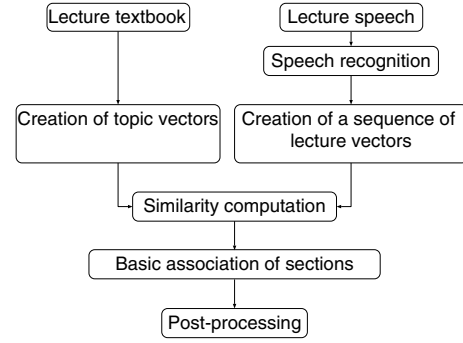 Lecture textbook
Lecture speech
Speech recognition
Creation of topic vectors
Creation of a sequence of
lecture vectors
Similarity computation
Basic association of sections
Post-processing